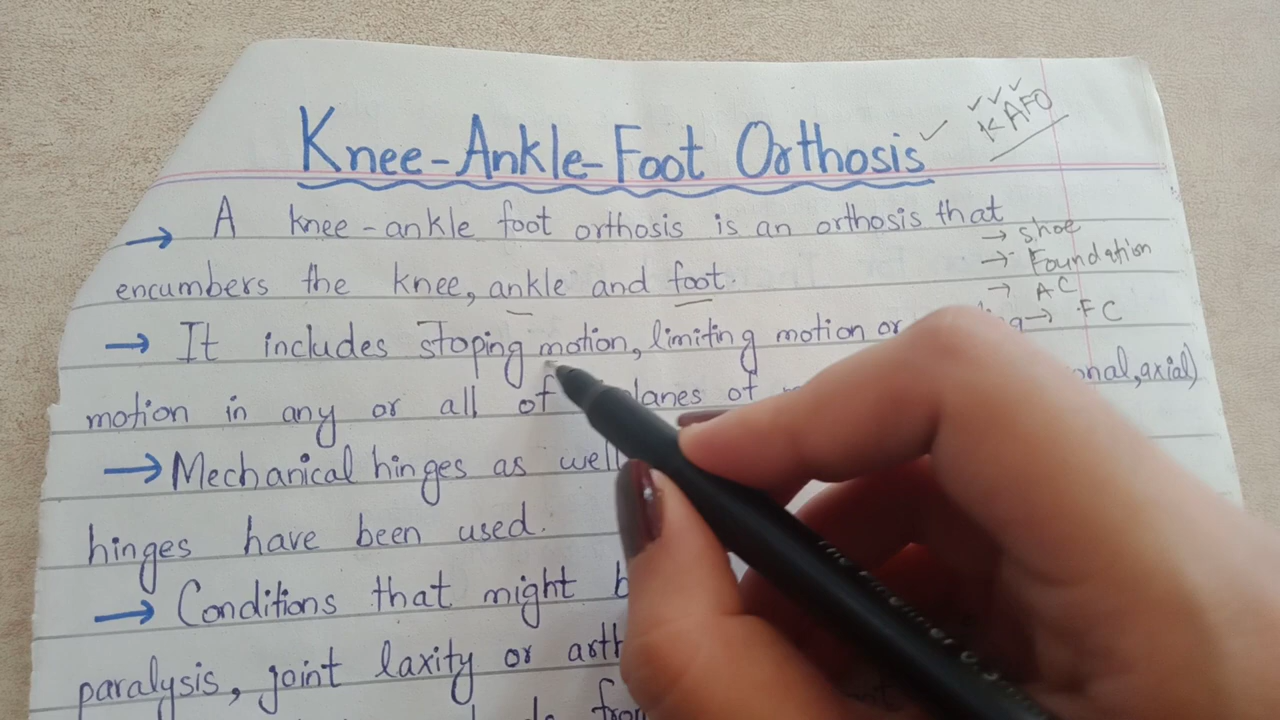 Knee-Ankle-Foot Orthosis
KAFO
→ A knee-ankle foot orthosis is an orthosis that
→ shoe
→ Foundation
encumbers the knee, ankle and foot.
→ AC
→ FC
→ It includes stoping motion, limiting motion or
motion in any or all of planes of onal, axial)
→ Mechanical hinges as well
hinges have been used.
→ Conditions that might
paralysis, joint laxity or